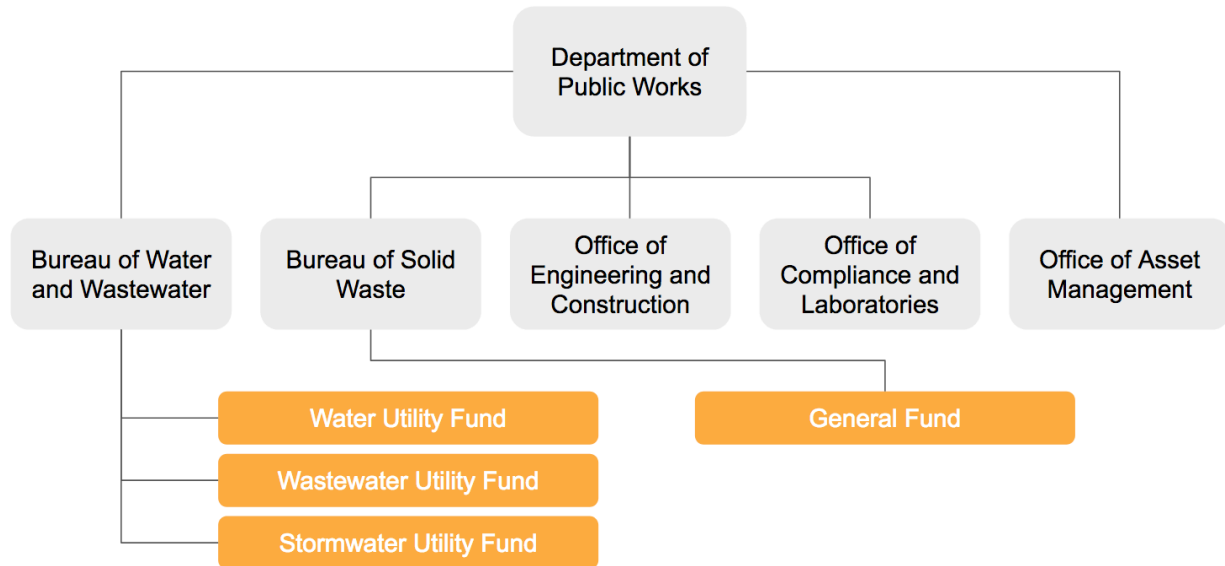 Department of
Public Works
Bureau of Water
and Wastewater
Bureau of Solid
Waste
Office of
Engineering and
Construction
Office of
Compliance and
Laboratories
Office of Asset
Management
Water Utility Fund
General Fund
Wastewater Utility Fund
Stormwater Utility Fund